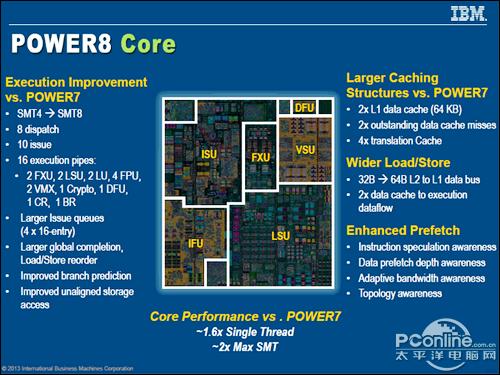 IBM
POWER8 Core
Execution Improvement
vs. POWER7
• SMT4 → SMT8
• 8 dispatch
• 10 issue
• 16 execution pipes:
• 2 FXU, 2 LSU, 2 LU, 4 FPU,
2 VMX, 1 Crypto, 1 DFU,
1 CR, 1 BR
• Larger Issue queues
(4 x 16-entry)
• Larger global completion,
Load/Store reorder
• Improved branch prediction
• Improved unaligned storage
access
DFU
ISU
FXU
VSU
IFU
LSU
Core Performance vs . POWER7
~1.6x Single Thread
~2x Max SMT
Larger Caching
Structures vs. POWER7
• 2x L1 data cache (64 KB)
• 2x outstanding data cache misses
• 4x translation Cache
Wider Load/Store
• 32B → 64B L2 to L1 data bus
• 2x data cache to execution
dataflow
Enhanced Prefetch
• Instruction speculation awareness
• Data prefetch depth awareness
• Adaptive bandwidth awareness
• Topology awareness
PConline.com.cn
太平洋电脑网
© 2013 International Business Machines Corporation